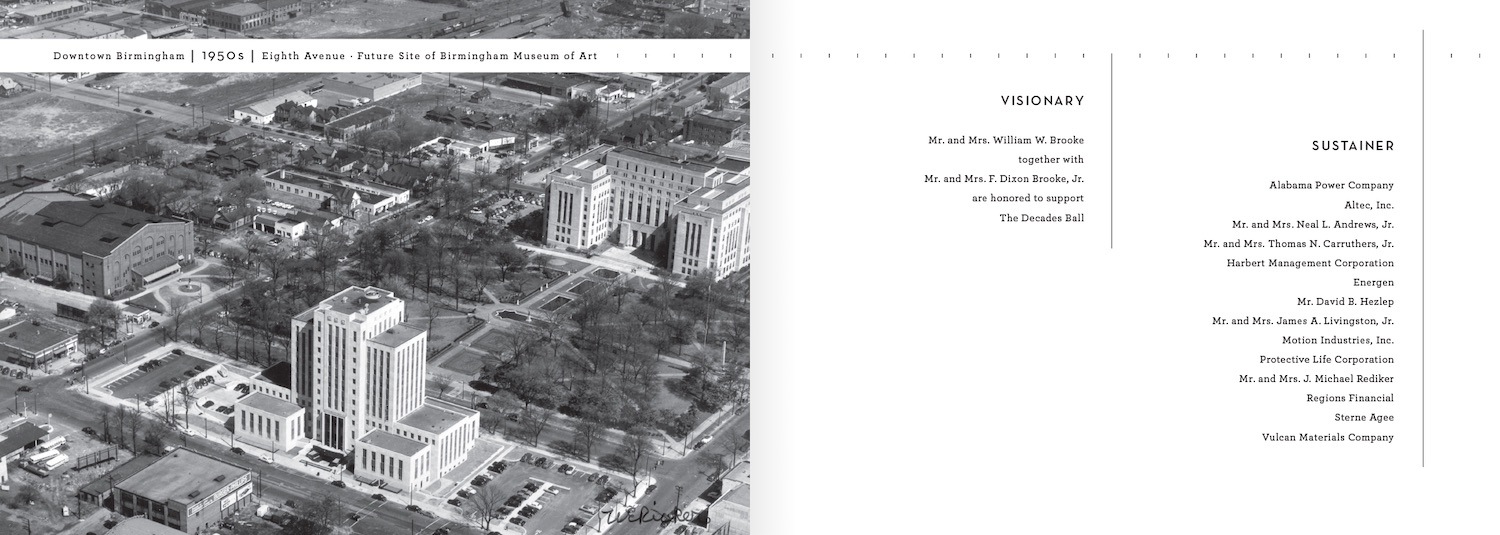 Downtown Birmingham | 1950s | Eighth Avenue · Future Site of Birmingham Museum of Art
VISIONARY
Mr. and Mrs. William W. Brooke
together with
Mr. and Mrs. F. Dixon Brooke, Jr.
are honored to support
The Decades Ball
SUSTAINER
Alabama Power Company
Altec, Inc.
Mr. and Mrs. Neal L. Andrews, Jr.
Mr. and Mrs. Thomas N. Carruthers, Jr.
Harbert Management Corporation
Energen
Mr. David B. Hezlep
Mr. and Mrs. James A. Livingston, Jr.
Motion Industries, Inc.
Protective Life Corporation
Mr. and Mrs. J. Michael Rediker
Regions Financial
Sterne Agee
Vulcan Materials Company